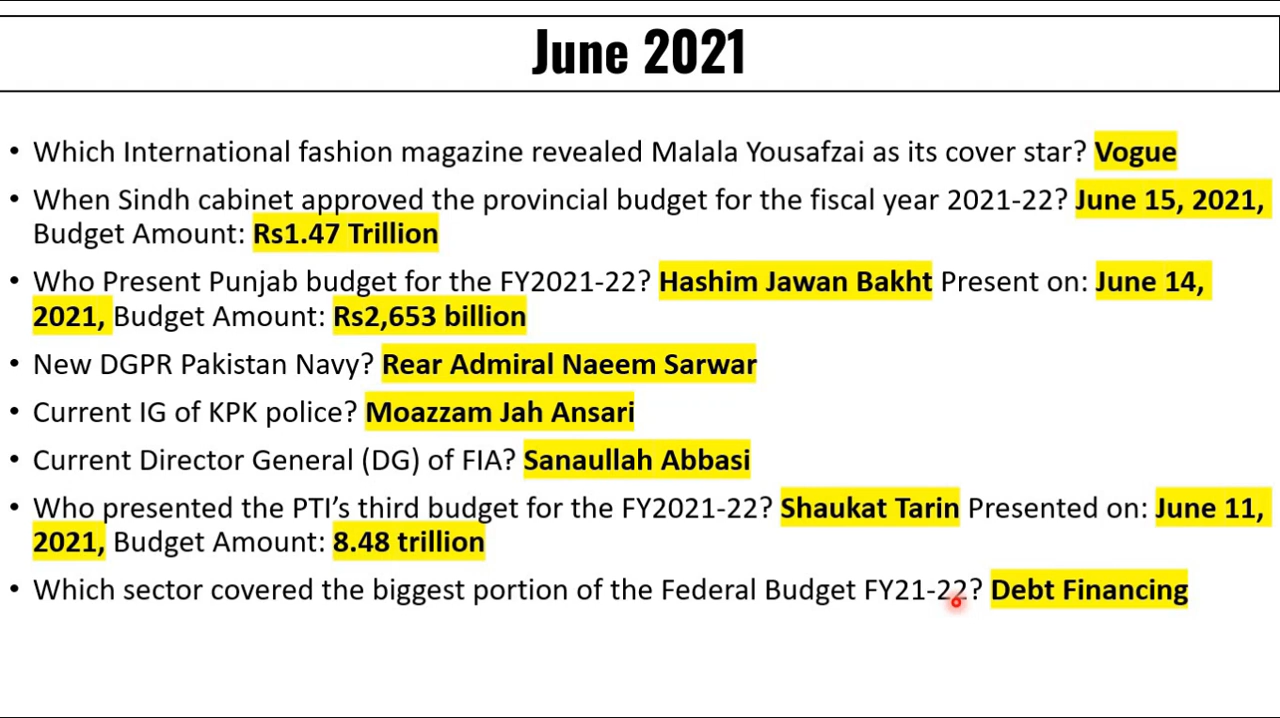 June 2021
• Which International fashion magazine revealed Malala Yousafzai as its cover star? Vogue
• When Sindh cabinet approved the provincial budget for the fiscal year 2021-22? June 15, 2021,
Budget Amount: Rs1.47 Trillion
• Who Present Punjab budget for the FY2021-22? Hashim Jawan Bakht Present on: June 14,
2021, Budget Amount: Rs2,653 billion
• New DGPR Pakistan Navy? Rear Admiral Naeem Sarwar
• Current IG of KPK police? Moazzam Jah Ansari
• Current Director General (DG) of FIA? Sanaullah Abbasi
• Who presented the PTI’s third budget for the FY2021-22? Shaukat Tarin Presented on: June 11,
2021, Budget Amount: 8.48 trillion
• Which sector covered the biggest portion of the Federal Budget FY21-22? Debt Financing